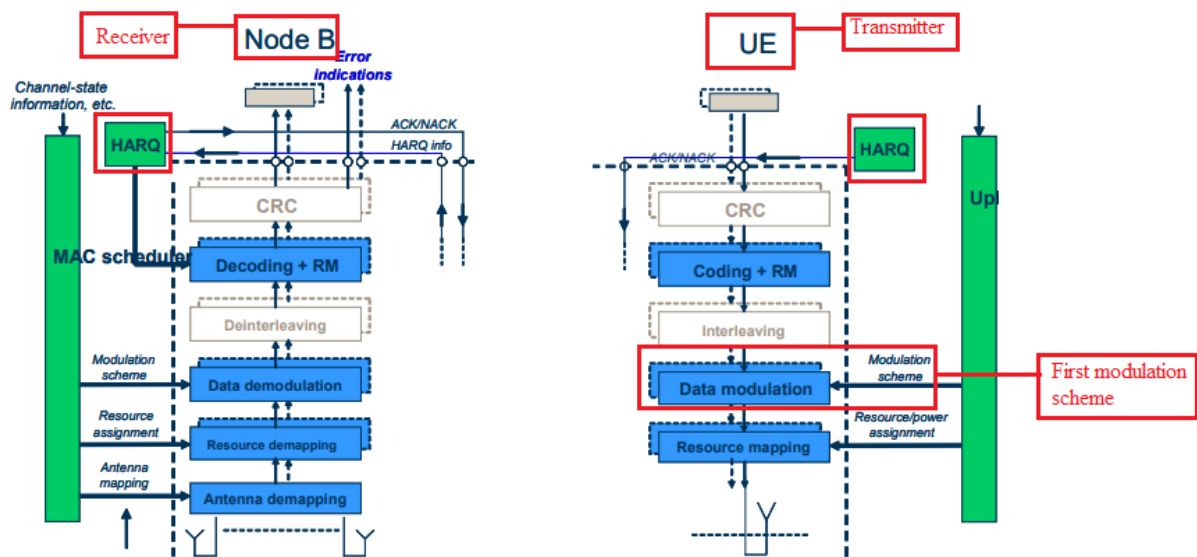 Receiver
Node B
Error
indications
Channel-state
information, etc.
HARQ
ACK/NACK
HARQ info
CRC
MAC scheduler
Decoding + RM
Deinterleaving
Modulation
scheme
Data demodulation
Resource
assignment
Resource demapping
Antenna
mapping
Antenna demapping
UE
Transmitter
ACK/NACK
HARQ
CRC
Upl
Coding + RM
Interleaving
Modulation
scheme
Data modulation
First modulation
scheme
Resource/power
assignment
Resource mapping